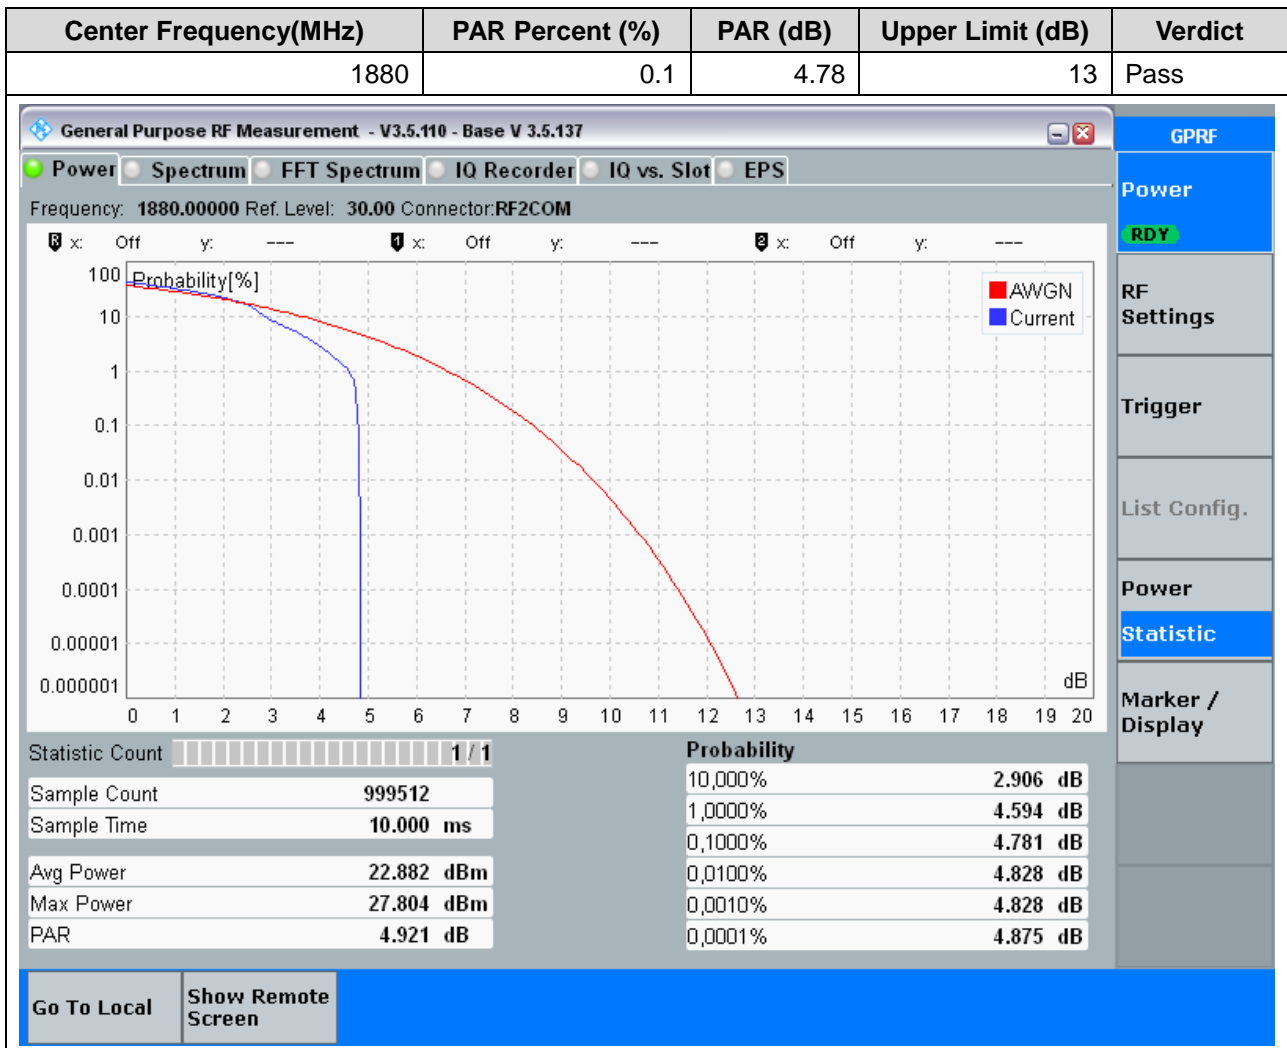 Center Frequency(MHz) PAR Percent (%) PAR (dB) Upper Limit (dB) Verdict
1880 0.1 4.78 13 Pass
General Purpose RF Measurement - V3.5.110 - Base V 3.5.137
GPRF
Power Spectrum FFT Spectrum IQ Recorder IQ vs. Slot EPS
Frequency: 1880.00000 Ref. Level: 30.00 Connector:RF2COM
R x: Off y: --- 1 x: Off y: --- 2 x: Off y: ---
Probability[%]
AWGN
Current
100
10
1
0.1
0.01
0.001
0.0001
0.00001
0.000001
dB
0 1 2 3 4 5 6 7 8 9 10 11 12 13 14 15 16 17 18 19 20
Statistic Count 1 / 1
Sample Count 999512
Sample Time 10.000 ms
Avg Power 22.882 dBm
Max Power 27.804 dBm
PAR 4.921 dB
Probability
10,000% 2.906 dB
1,0000% 4.594 dB
0,1000% 4.781 dB
0,0100% 4.828 dB
0,0010% 4.828 dB
0,0001% 4.875 dB
Power
RDY
RF
Settings
Trigger
List Config.
Power
Statistic
Marker /
Display
Go To Local
Show Remote
Screen